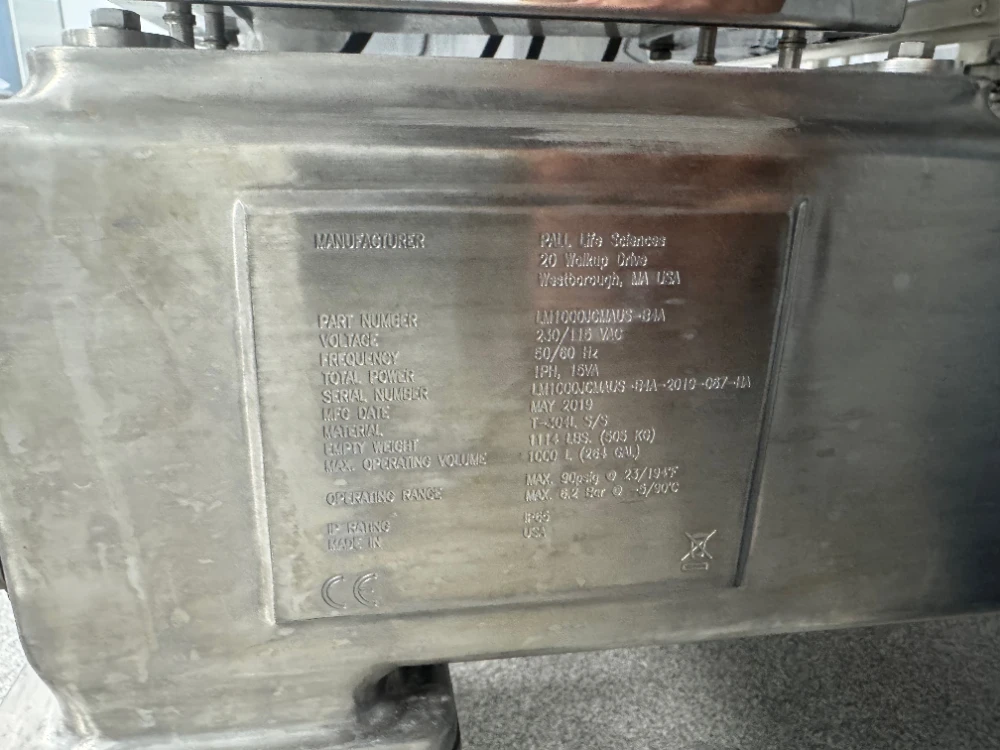 MANUFACTURER PALL Life Sciences
20 Walkup Drive
Westborough, MA USA
PART NUMBER LM1000JCMAUS-B4A
VOLTAGE 230/115 VAC
FREQUENCY 50/60 Hz
TOTAL POWER 1PH, 15VA
SERIAL NUMBER LM1000JCMAUS-B4A-2019-067-MA
MFG DATE MAY 2019
MATERIAL T-304L S/S
EMPTY WEIGHT 1114 LBS. (505 KG)
MAX. OPERATING VOLUME 1000 L (264 GAL)
OPERATING RANGE MAX. 90psig @ 23/194°F
MAX. 6.2 Bar @ -5/90°C
IP RATING IP65
MADE IN USA
CE